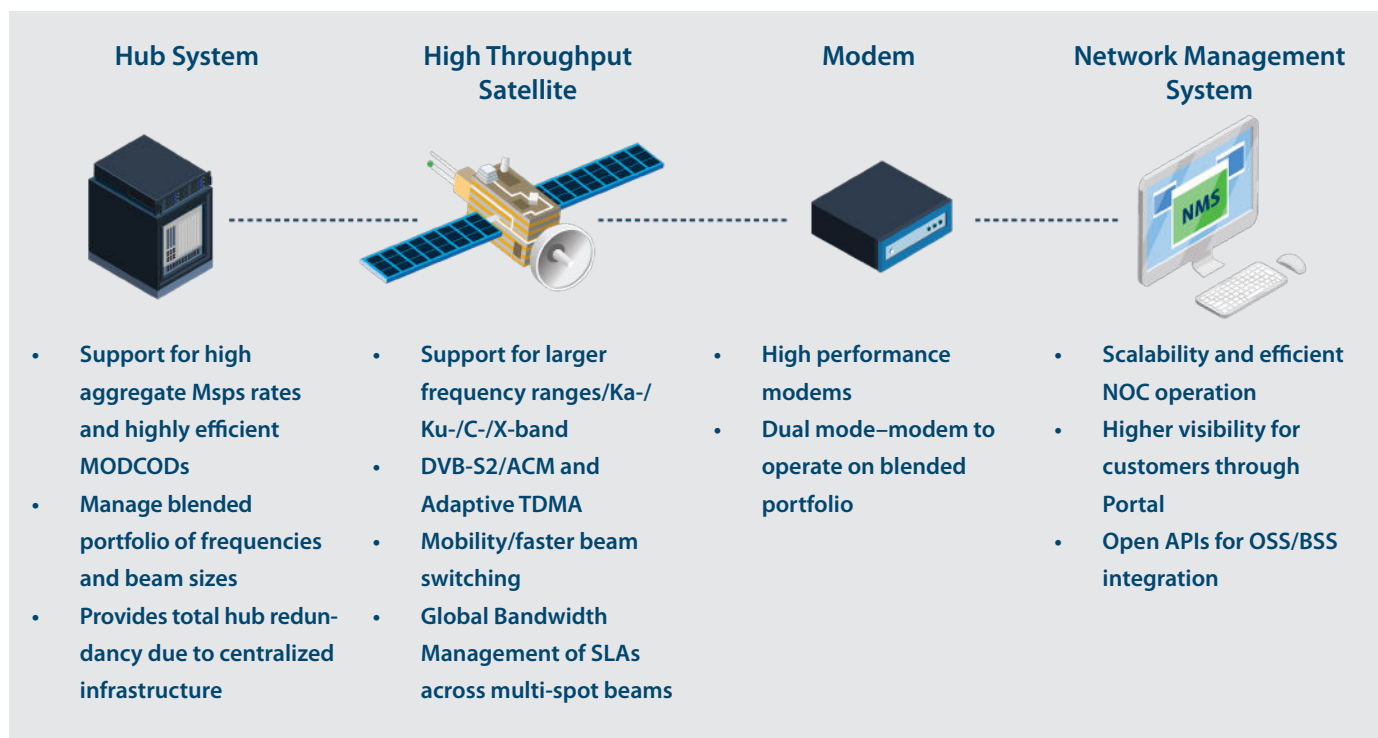 Hub System
High Throughput
Satellite
Modem
Network Management
System
NMS
• Support for high
aggregate Msps rates
and highly efficient
MODCODs
• Manage blended
portfolio of frequencies
and beam sizes
• Provides total hub redun-
dancy due to centralized
infrastructure
• Support for larger
frequency ranges/Ka-/
Ku-/C-/X-band
• DVB-S2/ACM and
Adaptive TDMA
• Mobility/faster beam
switching
• Global Bandwidth
Management of SLAs
across multi-spot beams
• High performance
modems
• Dual mode–modem to
operate on blended
portfolio
• Scalability and efficient
NOC operation
• Higher visibility for
customers through
Portal
• Open APIs for OSS/BSS
integration